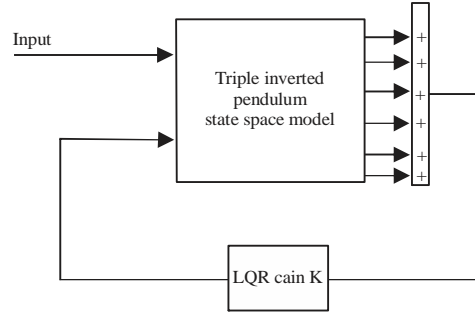 Input
Triple inverted
pendulum
state space model
+
+
+
+
+
+
LQR cain K